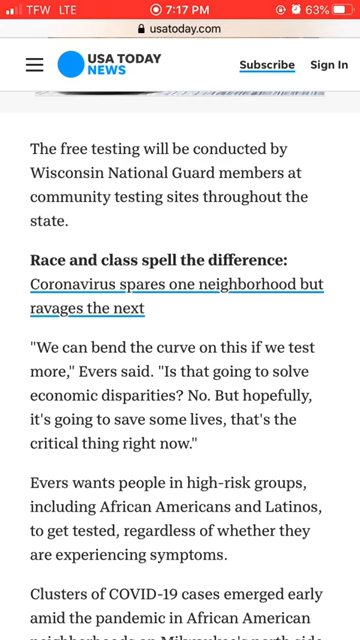 TFW LTE 7:17 PM 63%
usatoday.com
USA TODAY
NEWS
Subscribe
Sign In
The free testing will be conducted by
Wisconsin National Guard members at
community testing sites throughout the
state.
Race and class spell the difference:
Coronavirus spares one neighborhood but
ravages the next
"We can bend the curve on this if we test
more," Evers said. "Is that going to solve
economic disparities? No. But hopefully,
it's going to save some lives, that's the
critical thing right now."
Evers wants people in high-risk groups,
including African Americans and Latinos,
to get tested, regardless of whether they
are experiencing symptoms.
Clusters of COVID-19 cases emerged early
amid the pandemic in African American
neighborhoods on Milwaukee's north side